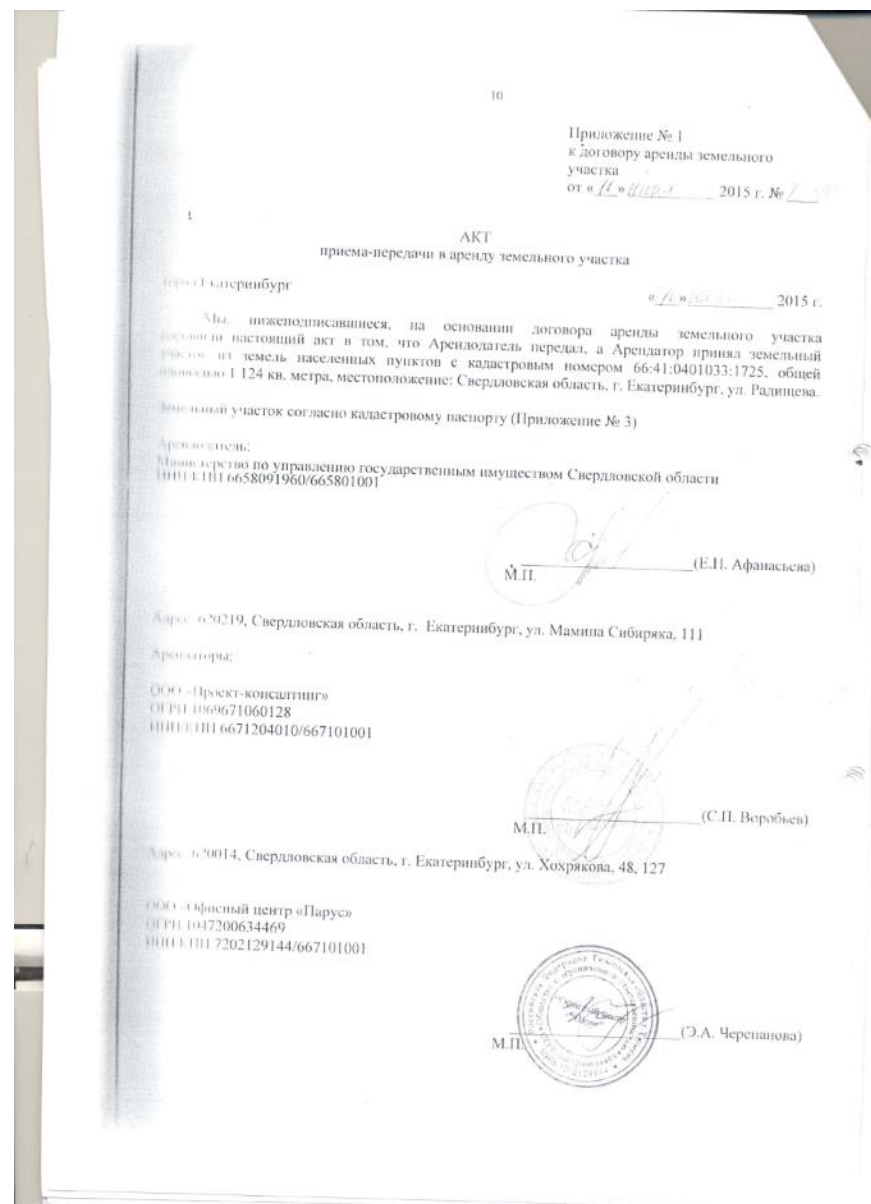 10
Приложение № 1
к договору аренды земельного
участка
от « 11 » 2015 г. №
АКТ
приема-передачи в аренду земельного участка
город Екатеринбург
« » 2015 г.
Мы, нижеподписавшиеся, на основании договора аренды земельного участка
составили настоящий акт в том, что Арендодатель передал, а Арендатор принял земельный
участок из земель населенных пунктов с кадастровым номером 66:41:0401033:1725, общей
площадью 1 124 кв. метра, местоположение: Свердловская область, г. Екатеринбург, ул. Радищева.
Земельный участок согласно кадастровому паспорту (Приложение № 3)
Арендодатель:
Министерство по управлению государственным имуществом Свердловской области
ИНН/КПП 6658091960/665801001
М.П. (Е.П. Афанасьева)
Адрес: 620219, Свердловская область, г. Екатеринбург, ул. Мамина Сибиряка, 111
Арендаторы:
ООО «Проект-консалтинг»
ОГРН 1069671060128
ИНН/КПП 6671204010/667101001
М.П. (С.П. Воробьев)
Адрес: 620014, Свердловская область, г. Екатеринбург, ул. Хохрякова, 48, 127
ООО «Офисный центр «Парус»
ОГРН 1047200634469
ИНН/КПП 7202129144/667101001
М.П. (Э.А. Черепанова)